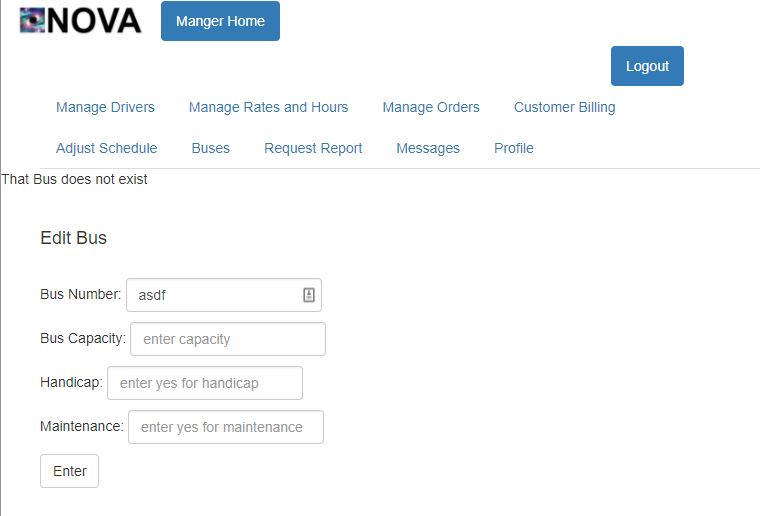 NOVA Manger Home
Logout
Manage Drivers Manage Rates and Hours Manage Orders Customer Billing
Adjust Schedule Buses Request Report Messages Profile
That Bus does not exist
Edit Bus
Bus Number: asdf
Bus Capacity: enter capacity
Handicap: enter yes for handicap
Maintenance: enter yes for maintenance
Enter